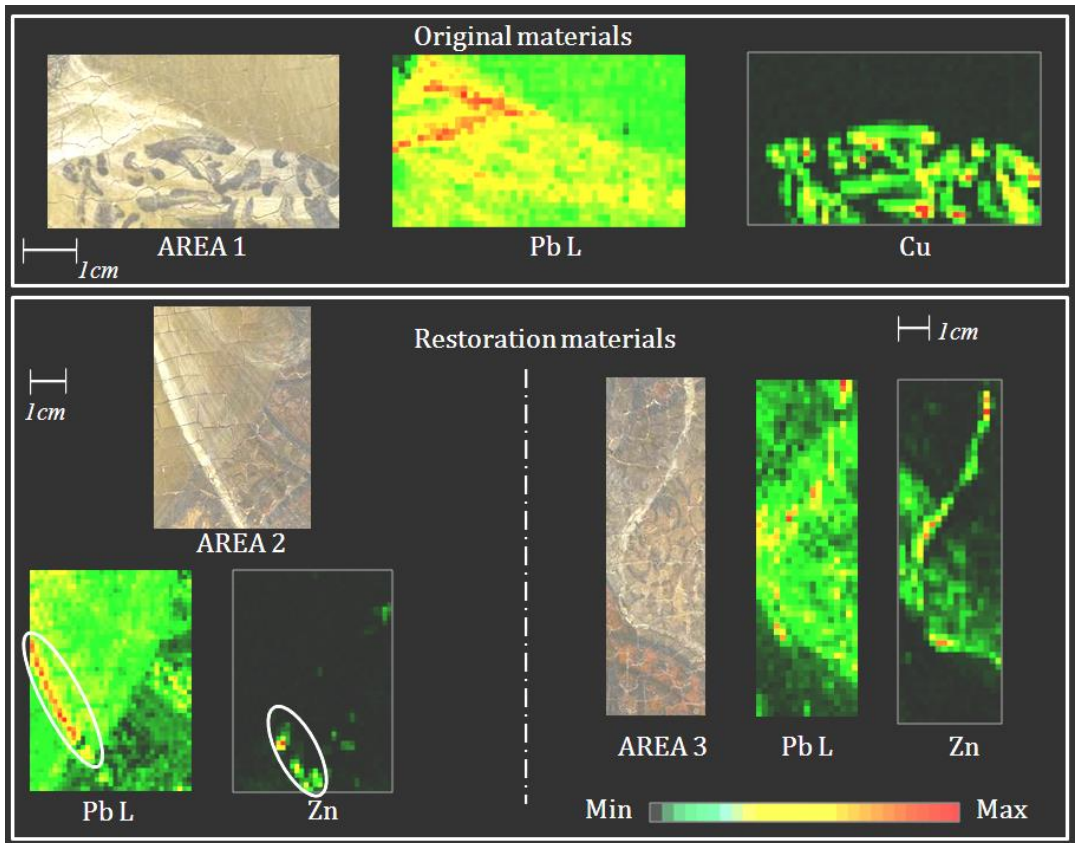 Original materials
AREA 1
Pb L
Cu
1cm
Restoration materials
1cm
1cm
AREA 2
AREA 3
Pb L
Zn
Pb L
Zn
Min
Max